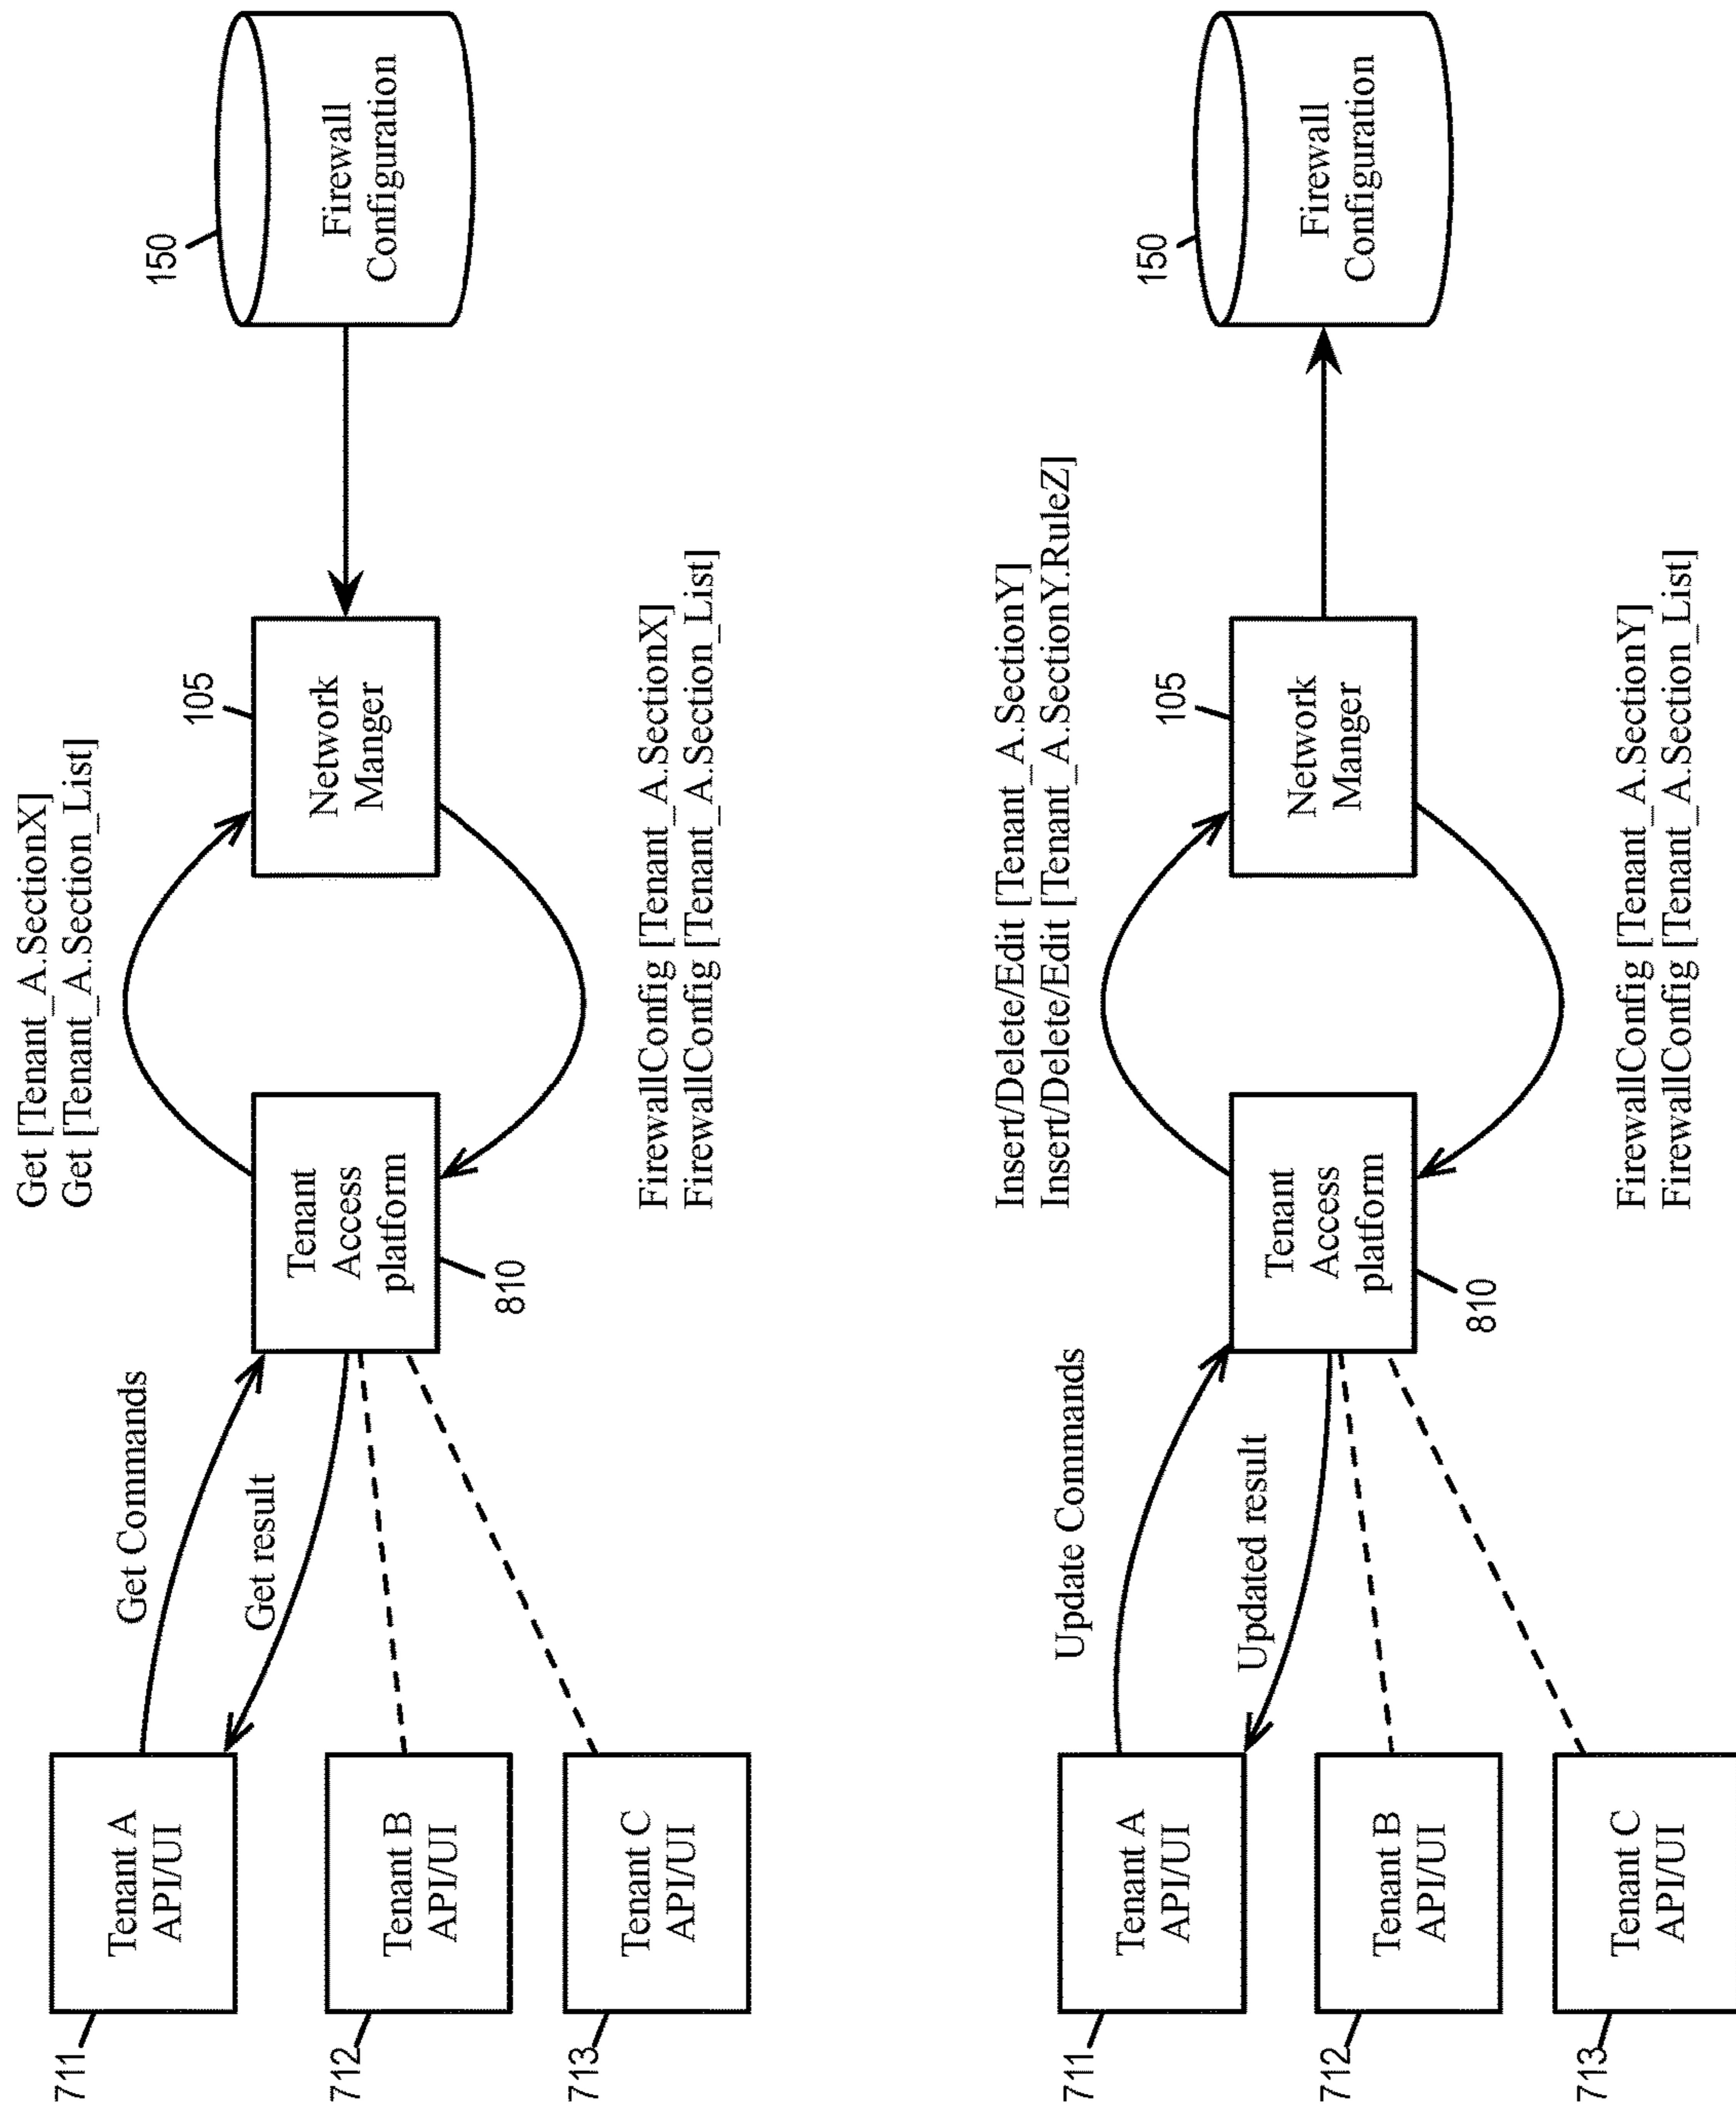 Get [Tenant_A.SectionX]
Get [Tenant_A.Section_List]
711
Tenant A
API/UI
Get Commands
Get result
712
Tenant B
API/UI
713
Tenant C
API/UI
Tenant
Access
platform
810
105
Network
Manger
150
Firewall
Configuration
FirewallConfig [Tenant_A.SectionX]
FirewallConfig [Tenant_A.Section_List]
Insert/Delete/Edit [Tenant_A.SectionY]
Insert/Delete/Edit [Tenant_A.SectionY.RuleZ]
711
Tenant A
API/UI
Update Commands
Updated result
712
Tenant B
API/UI
713
Tenant C
API/UI
Tenant
Access
platform
810
105
Network
Manger
150
Firewall
Configuration
FirewallConfig [Tenant_A.SectionY]
FirewallConfig [Tenant_A.Section_List]